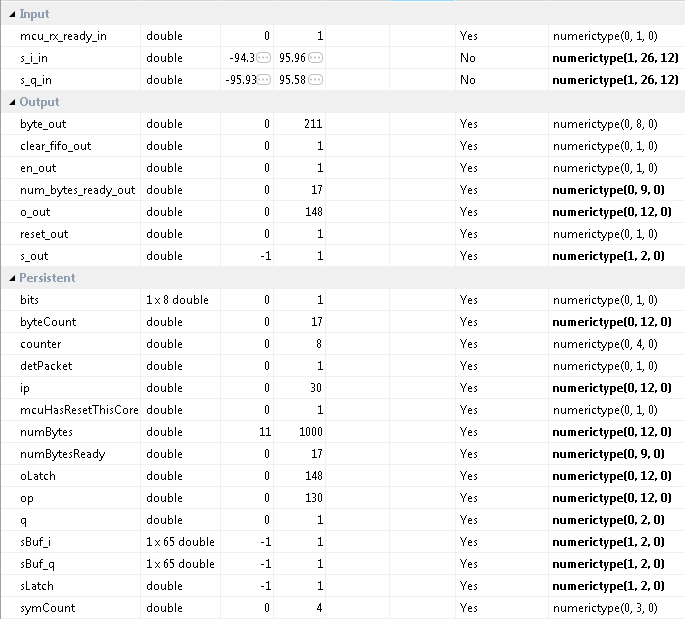 Input
mcu_rx_ready_in double 0 1 Yes numerictype(0, 1, 0)
s_i_in double -94.3 95.96 No numerictype(1, 26, 12)
s_q_in double -95.93 95.58 No numerictype(1, 26, 12)
Output
byte_out double 0 211 Yes numerictype(0, 8, 0)
clear_fifo_out double 0 1 Yes numerictype(0, 1, 0)
en_out double 0 1 Yes numerictype(0, 1, 0)
num_bytes_ready_out double 0 17 Yes numerictype(0, 9, 0)
o_out double 0 148 Yes numerictype(0, 12, 0)
reset_out double 0 1 Yes numerictype(0, 1, 0)
s_out double -1 1 Yes numerictype(1, 2, 0)
Persistent
bits 1 x 8 double 0 1 Yes numerictype(0, 1, 0)
byteCount double 0 17 Yes numerictype(0, 12, 0)
counter double 0 8 Yes numerictype(0, 4, 0)
detPacket double 0 1 Yes numerictype(0, 1, 0)
ip double 0 30 Yes numerictype(0, 12, 0)
mcuHasResetThisCore double 0 1 Yes numerictype(0, 1, 0)
numBytes double 11 1000 Yes numerictype(0, 12, 0)
numBytesReady double 0 17 Yes numerictype(0, 9, 0)
oLatch double 0 148 Yes numerictype(0, 12, 0)
op double 0 130 Yes numerictype(0, 12, 0)
q double 0 1 Yes numerictype(0, 2, 0)
sBuf_i 1 x 65 double -1 1 Yes numerictype(1, 2, 0)
sBuf_q 1 x 65 double -1 1 Yes numerictype(1, 2, 0)
sLatch double -1 1 Yes numerictype(1, 2, 0)
symCount double 0 4 Yes numerictype(0, 3, 0)